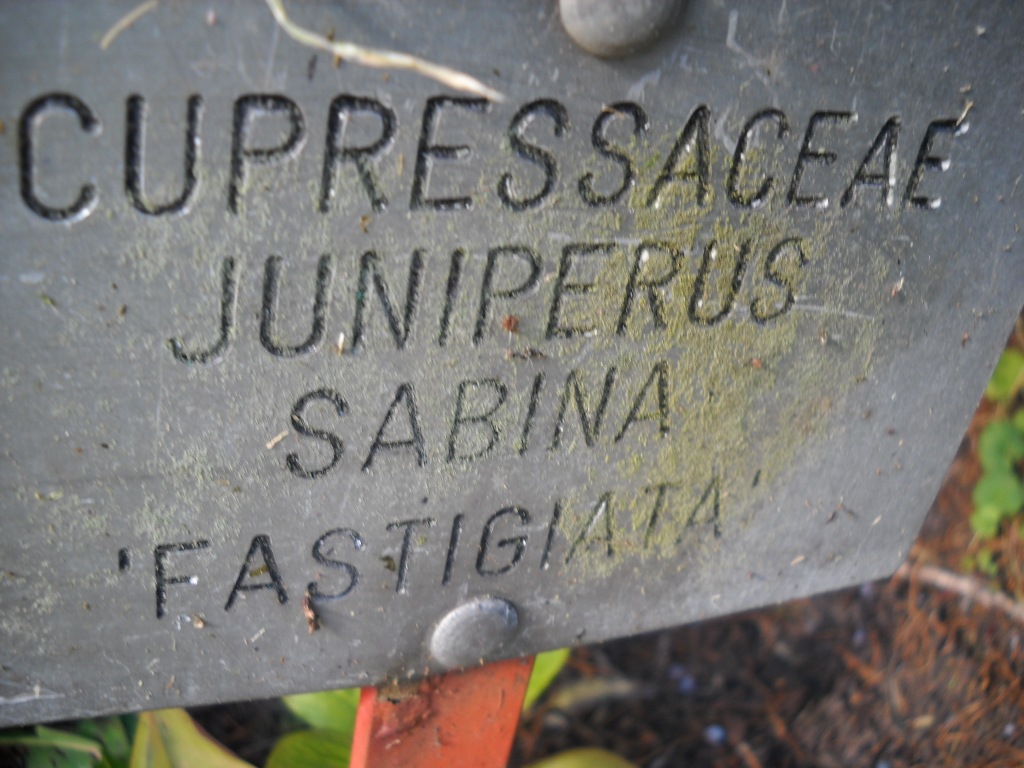 CUPRESSACEAE
JUNIPERUS
SABINA
'FASTIGIATA'